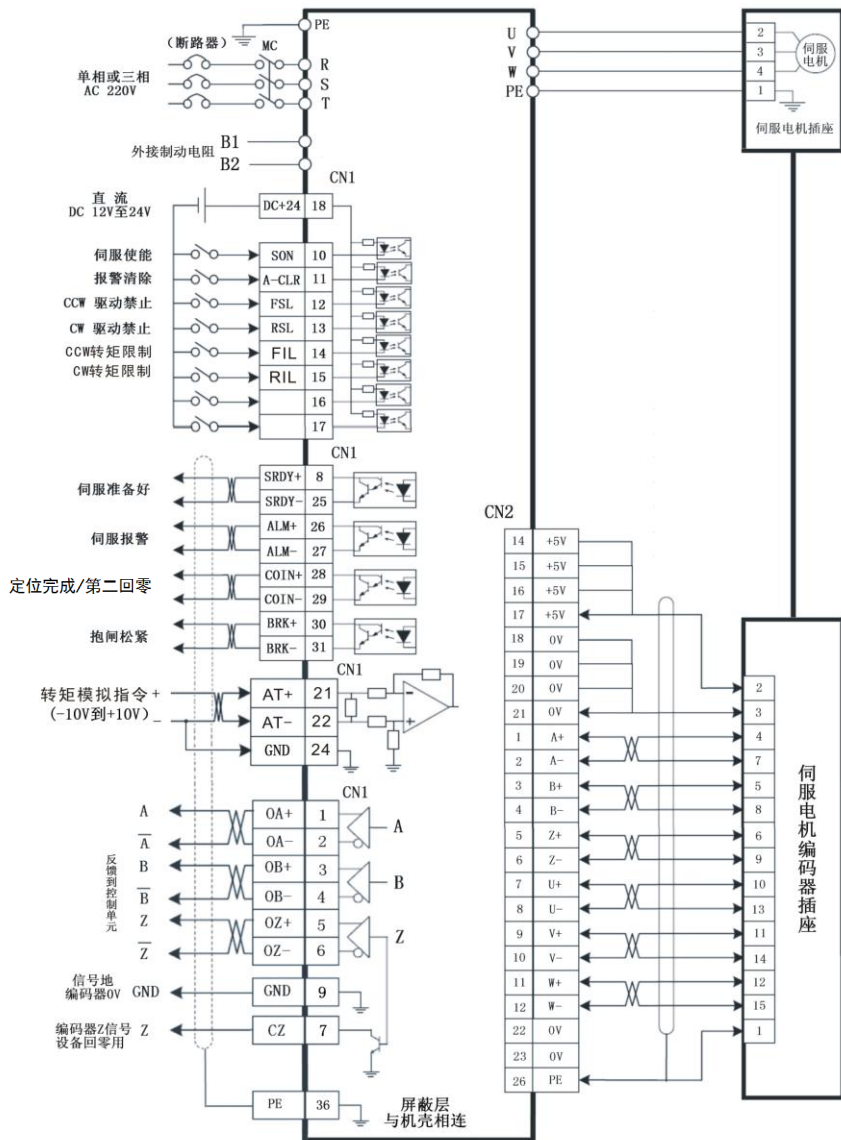 PE
（断路器） MC
R
单相或三相
AC 220V
S
T
外接制动电阻
B1
B2
CN1
直 流
DC 12V至24V
DC+24 18
伺服使能 SON 10
报警清除 A-CLR 11
CCW 驱动禁止 FSL 12
CW 驱动禁止 RSL 13
CCW转矩限制 FIL 14
CW转矩限制 RIL 15
16
17
CN1
伺服准备好
SRDY+ 8
SRDY- 25
伺服报警
ALM+ 26
ALM- 27
定位完成/第二回零
COIN+ 28
COIN- 29
抱闸松紧
BRK+ 30
BRK- 31
CN1
转矩模拟指令 +
(-10V到+10V) -
AT+ 21 -
AT- 22 +
GND 24
CN1
反馈到控制单元
A OA+ 1
A̅ OA- 2
A
B OB+ 3
B̅ OB- 4
B
Z OZ+ 5
Z̅ OZ- 6
Z
信号地
编码器0V
GND GND 9
编码器Z信号
设备回零用
Z CZ 7
PE 36
屏蔽层
与机壳相连
U 2
V 3
W 4
PE 1
伺服
电机
伺服电机插座
CN2
14 +5V
15 +5V
16 +5V
17 +5V
18 0V
19 0V
20 0V 2
21 0V 3
1 A+ 4
2 A- 7
3 B+ 5
4 B- 8
5 Z+ 6
6 Z- 9
7 U+ 10
8 U- 13
9 V+ 11
10 V- 14
11 W+ 12
12 W- 15
22 0V 1
23 0V
26 PE
伺服电机编码器插座